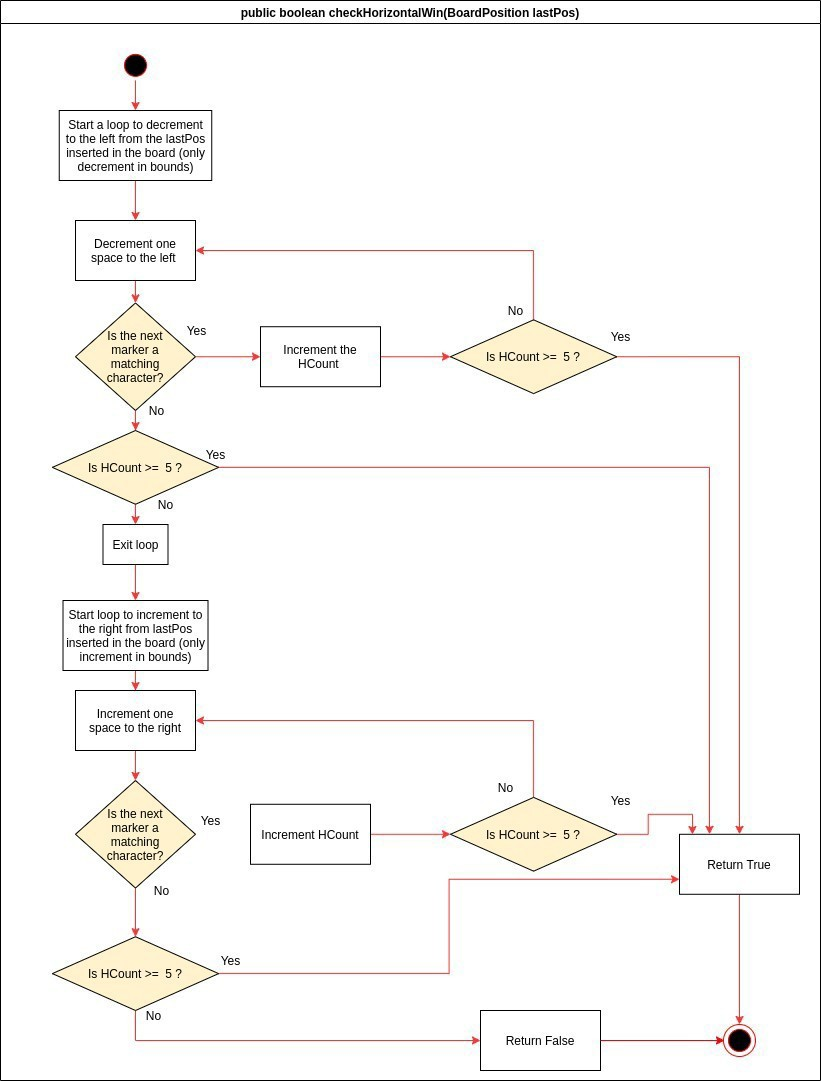 public boolean checkHorizontalWin(BoardPosition lastPos)
Start a loop to decrement
to the left from the lastPos
inserted in the board (only
decrement in bounds)
Decrement one
space to the left
Is the next
marker a
matching
character?
Yes
Increment the
HCount
No
Is HCount >= 5 ?
Yes
No
Is HCount >= 5 ?
Yes
No
Exit loop
Start loop to increment to
the right from lastPos
inserted in the board (only
increment in bounds)
Increment one
space to the right
Is the next
marker a
matching
character?
Yes
Increment HCount
No
Is HCount >= 5 ?
Yes
Return True
No
Is HCount >= 5 ?
Yes
No
Return False